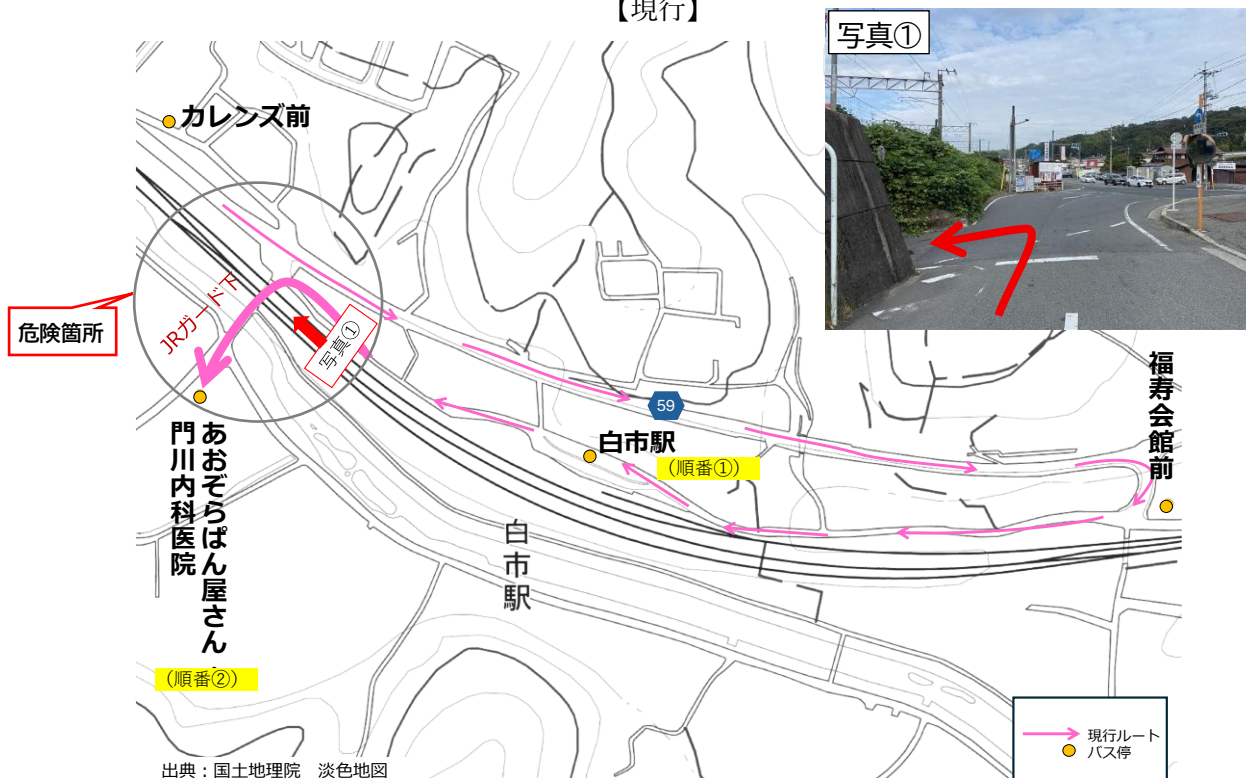 【現行】
写真①
カレンズ前
危険箇所
JRガード下
写真①
59
福寿会館前
白市駅
(順番①)
あおぞらぱん屋さん・
門川内科医院
白市駅
(順番②)
現行ルート
バス停
出典:国土地理院 淡色地図